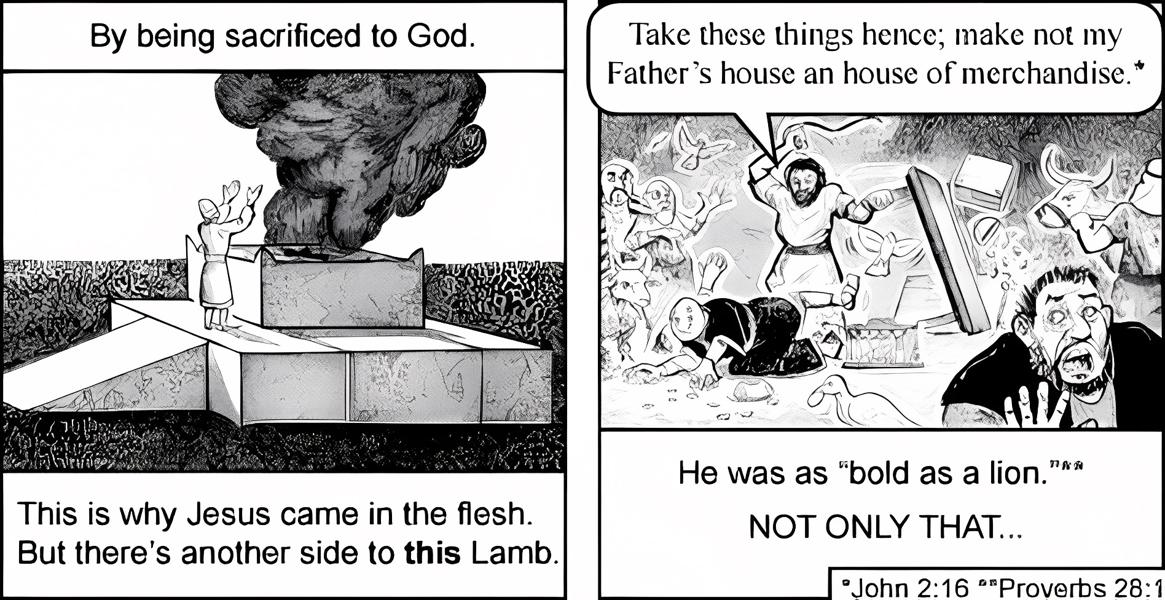 By being sacrificed to God.
This is why Jesus came in the flesh.
But there's another side to this Lamb.
Take these things hence; make not my
Father's house an house of merchandise.*
He was as "bold as a lion."**
NOT ONLY THAT...
*John 2:16 **Proverbs 28:1